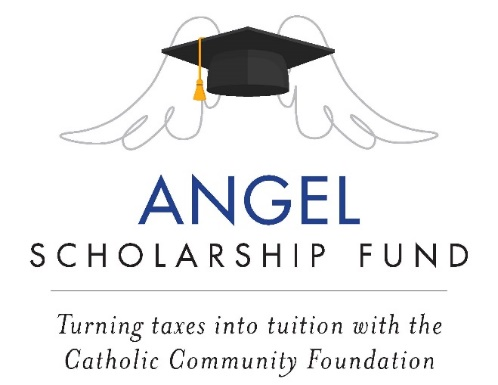 ANGEL
SCHOLARSHIP FUND
Turning taxes into tuition with the
Catholic Community Foundation